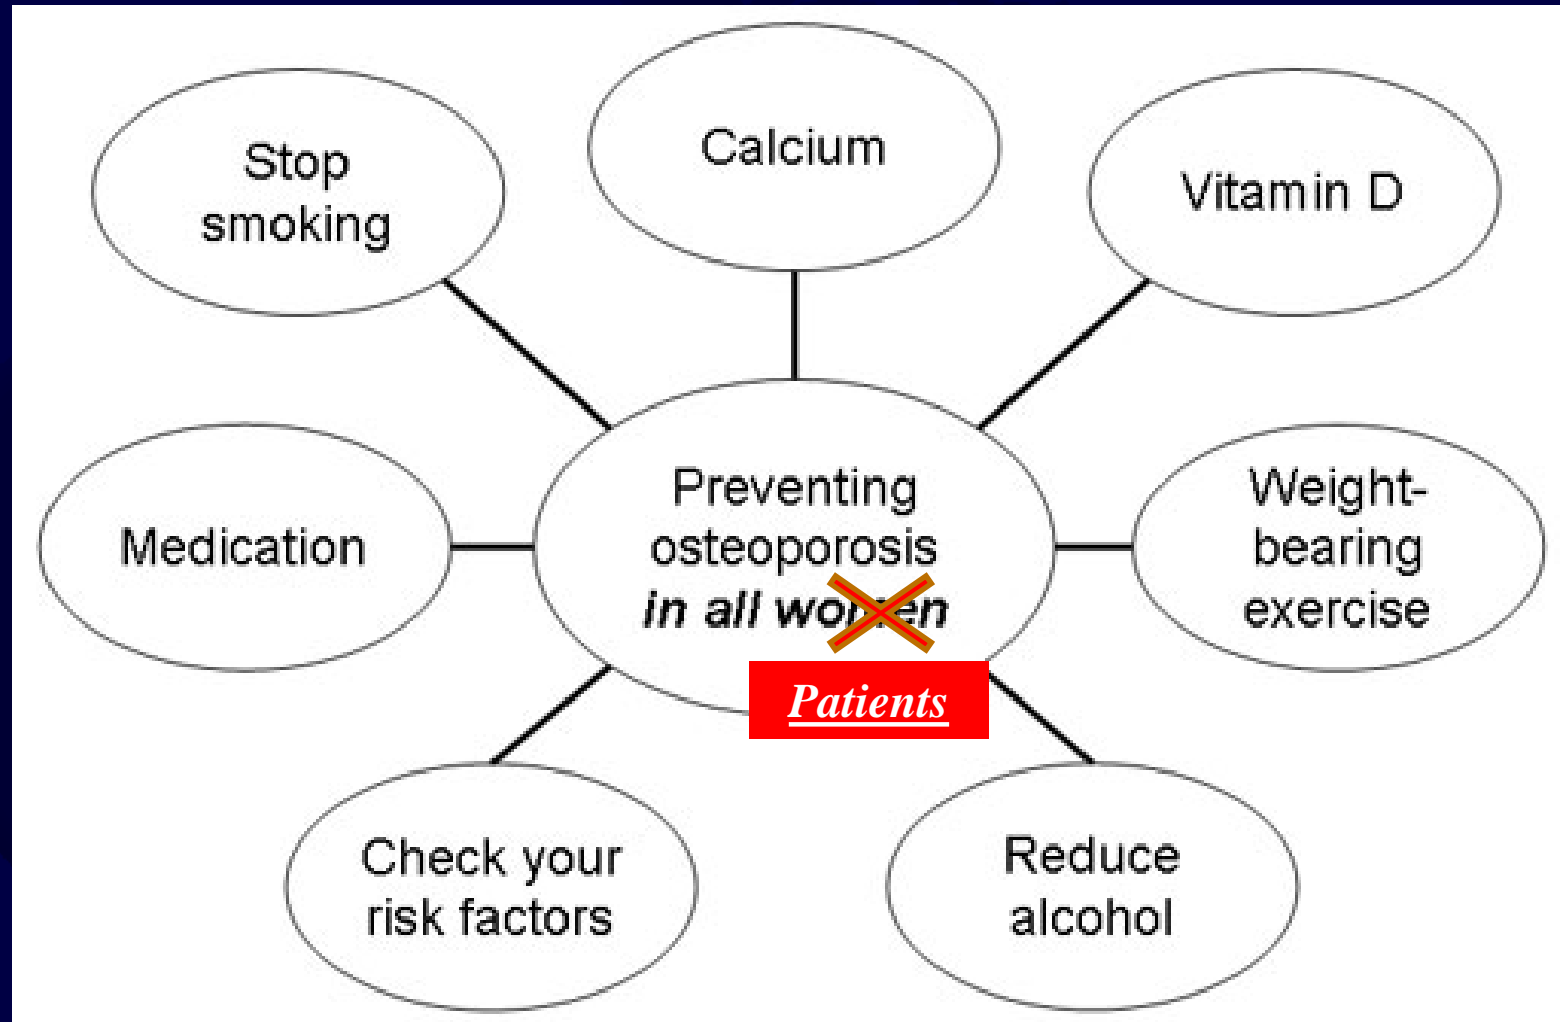 Stop
smoking
Calcium
Vitamin D
Medication
Preventing
osteoporosis
in all women
Patients
Weight-
bearing
exercise
Check your
risk factors
Reduce
alcohol